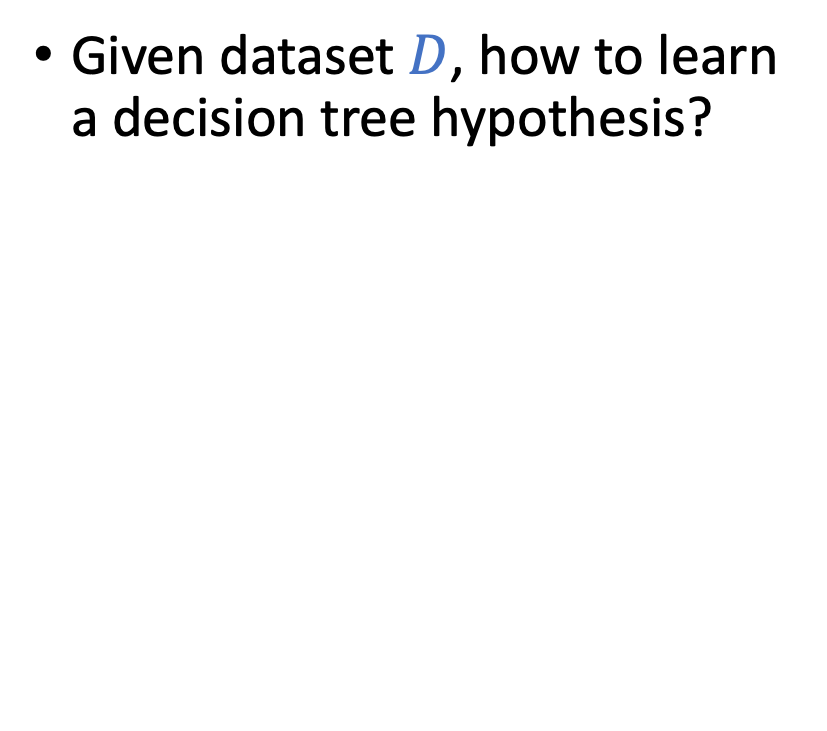 • Given dataset D, how to learn
a decision tree hypothesis?